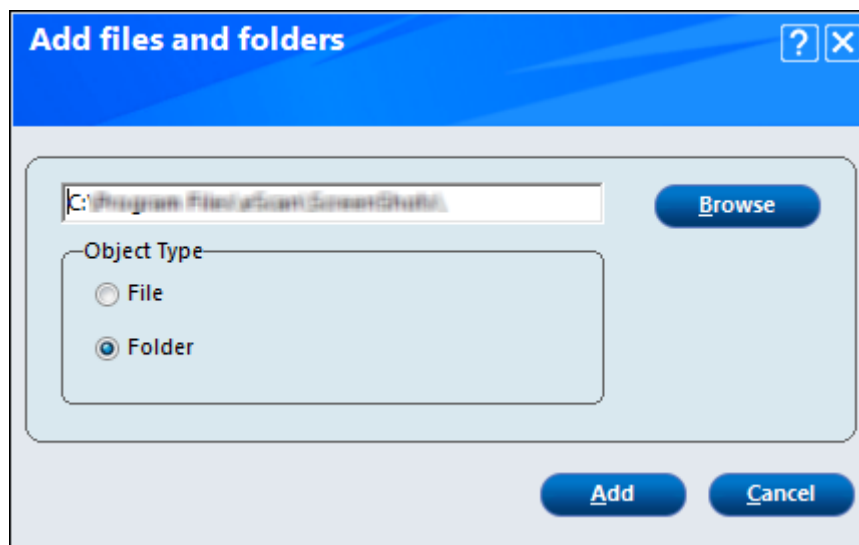 Add files and folders
?
C:\
Browse
Object Type
File
Folder
Add
Cancel